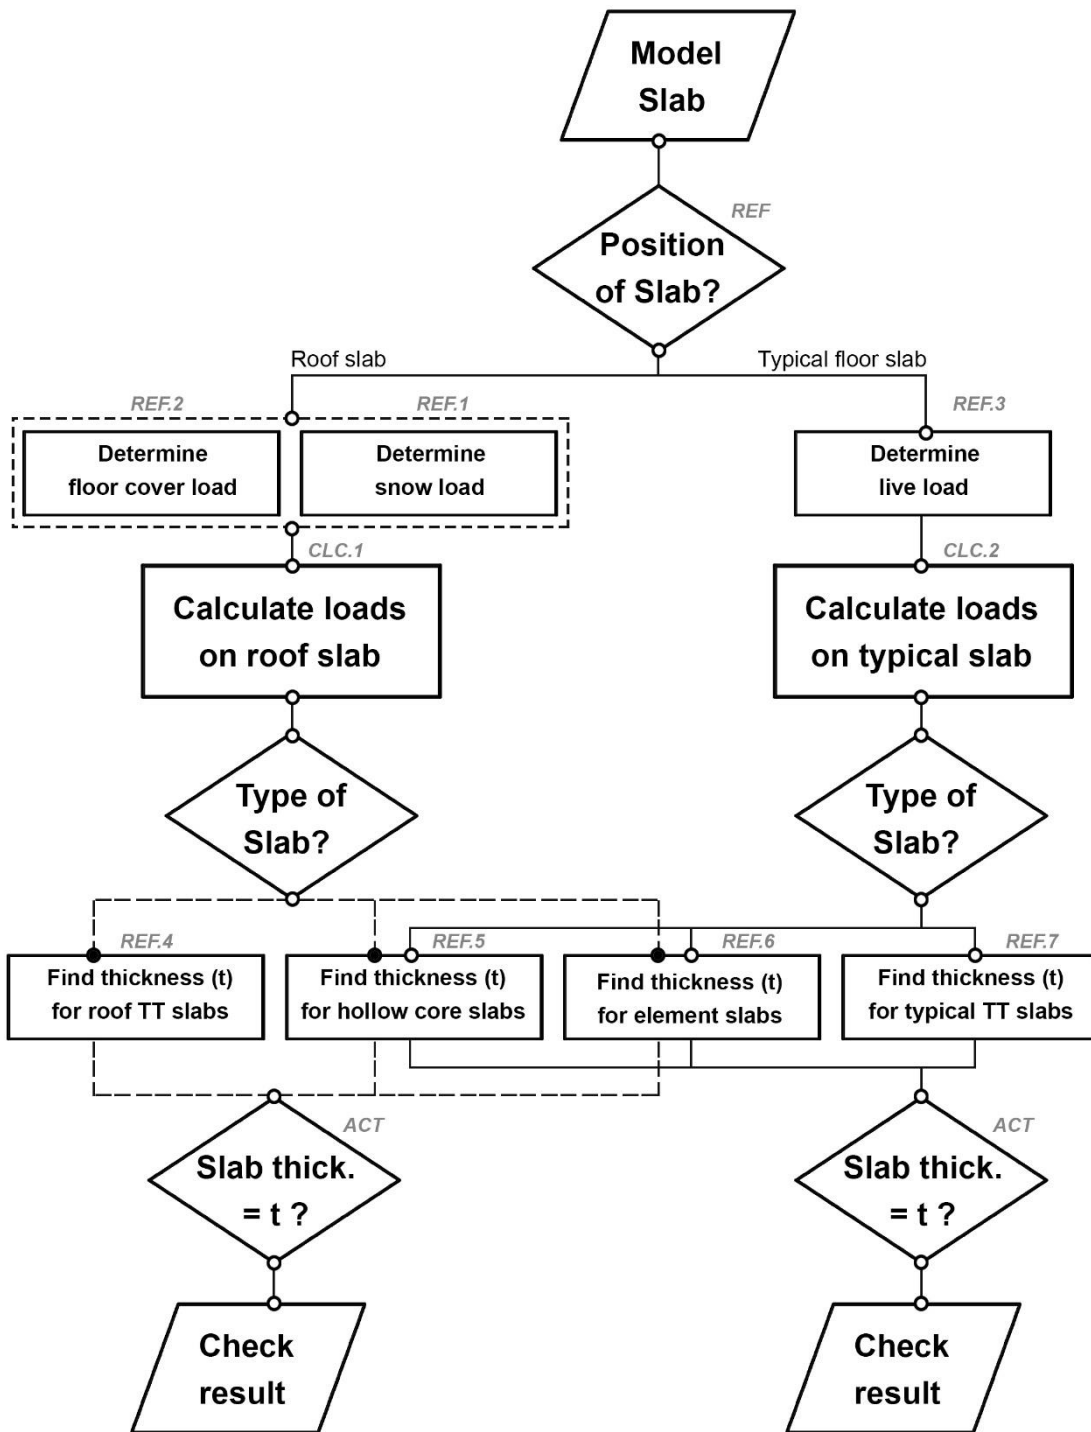 Model
Slab
REF
Position
of Slab?
Roof slab
Typical floor slab
REF.2
REF.1
REF.3
Determine
floor cover load
Determine
snow load
Determine
live load
CLC.1
CLC.2
Calculate loads
on roof slab
Calculate loads
on typical slab
Type of
Slab?
Type of
Slab?
REF.4
REF.5
REF.6
REF.7
Find thickness (t)
for roof TT slabs
Find thickness (t)
for hollow core slabs
Find thickness (t)
for element slabs
Find thickness (t)
for typical TT slabs
ACT
ACT
Slab thick.
= t ?
Slab thick.
= t ?
Check
result
Check
result